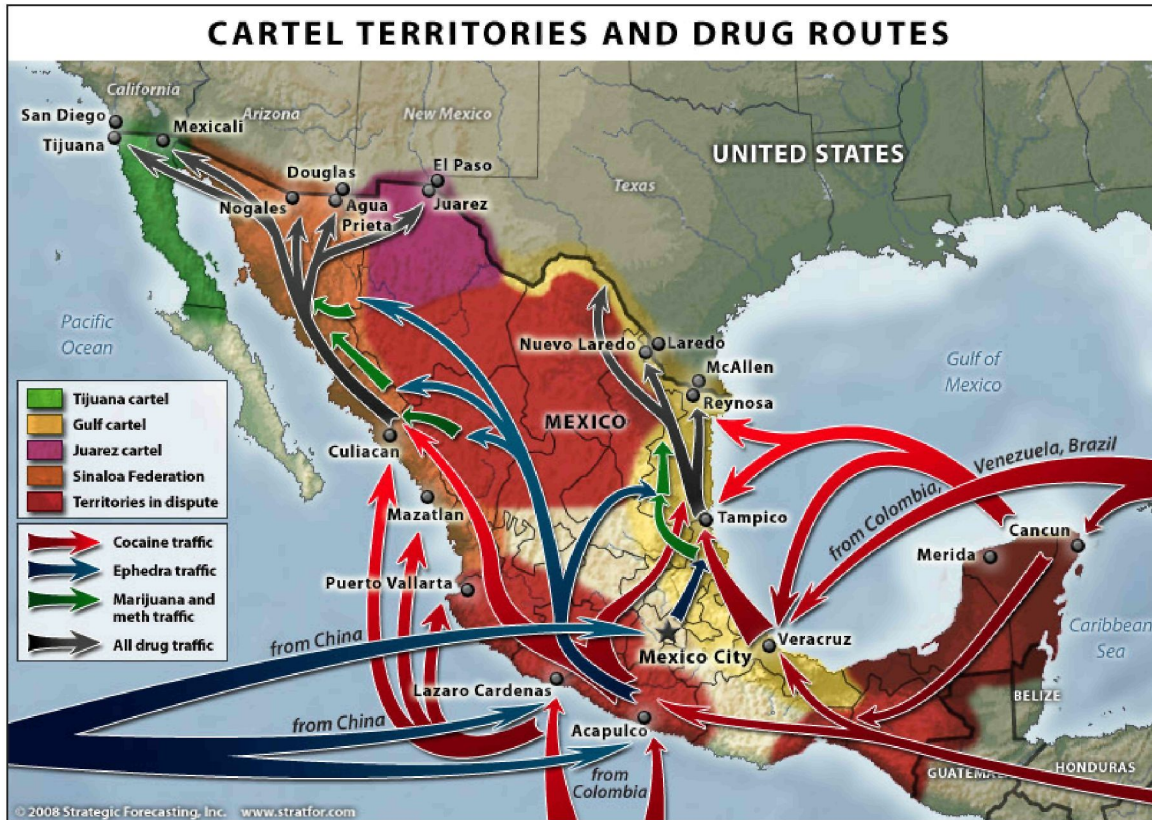 CARTEL TERRITORIES AND DRUG ROUTES
California
San Diego
Tijuana
Mexicali
Arizona
New Mexico
Douglas
El Paso
Nogales
Agua
Prieta
Juarez
UNITED STATES
Texas
Pacific
Ocean
Nuevo Laredo
Laredo
McAllen
Reynosa
Gulf of
Mexico
MEXICO
Tijuana cartel
Gulf cartel
Juarez cartel
Sinaloa Federation
Territories in dispute
Cocaine traffic
Ephedra traffic
Marijuana and
meth traffic
All drug traffic
Culiacan
Mazatlan
Puerto Vallarta
Tampico
from Colombia,
Venezuela, Brazil
Cancun
Merida
from China
Mexico City
Veracruz
Caribbean
Sea
Lazaro Cardenas
from China
Acapulco
from
Colombia
BELIZE
GUATEMALA
HONDURAS
© 2008 Strategic Forecasting, Inc. www.stratfor.com